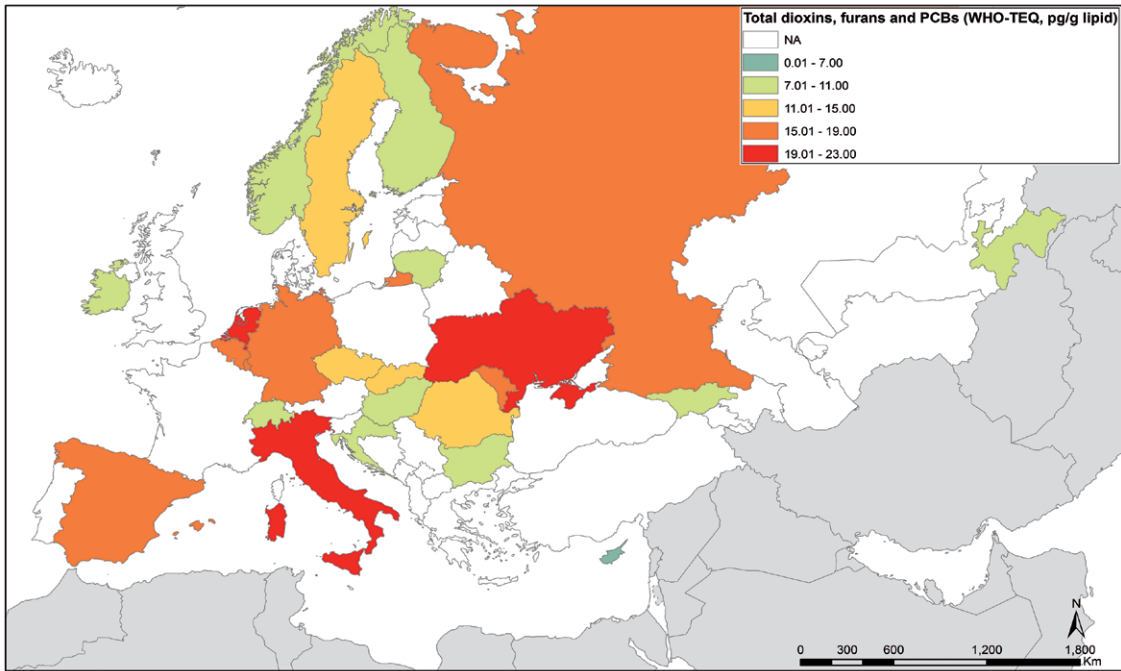 Total dioxins, furans and PCBs (WHO-TEQ, pg/g lipid)
NA
0.01 - 7.00
7.01 - 11.00
11.01 - 15.00
15.01 - 19.00
19.01 - 23.00
N
0 300 600 1,200 1,800
Km